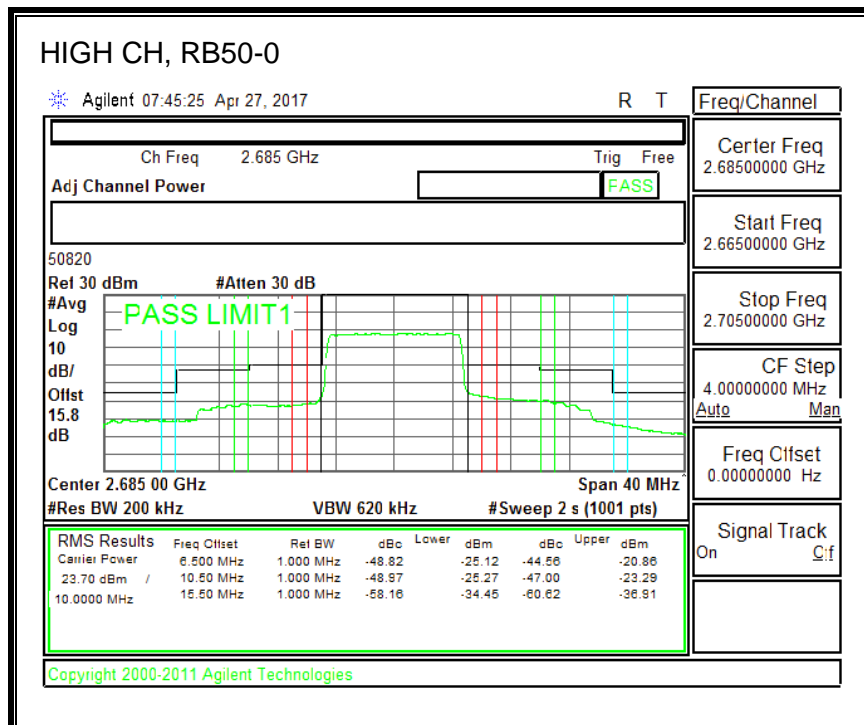 HIGH CH, RB50-0
Agilent 07:45:25 Apr 27, 2017 R T
Freq/Channel
Ch Freq 2.685 GHz Trig Free
Adj Channel Power PASS
Center Freq
2.68500000 GHz
Start Freq
2.66500000 GHz
Stop Freq
2.70500000 GHz
CF Step
4.00000000 MHz
Auto Man
Freq Offset
0.00000000 Hz
Signal Track
On Off
50820
Ref 30 dBm #Atten 30 dB
#Avg
Log
10
dB/
Offst
15.8
dB
PASS LIMIT1
Center 2.685 00 GHz Span 40 MHz
#Res BW 200 kHz VBW 620 kHz #Sweep 2 s (1001 pts)
RMS Results Freq Offset Ref BW dBc Lower dBm dBc Upper dBm
Carrier Power 6.500 MHz 1.000 MHz -48.82 -25.12 -44.56 -20.86
23.70 dBm / 10.50 MHz 1.000 MHz -48.97 -25.27 -47.00 -23.29
10.0000 MHz 15.50 MHz 1.000 MHz -58.16 -34.45 -60.62 -36.91
Copyright 2000-2011 Agilent Technologies